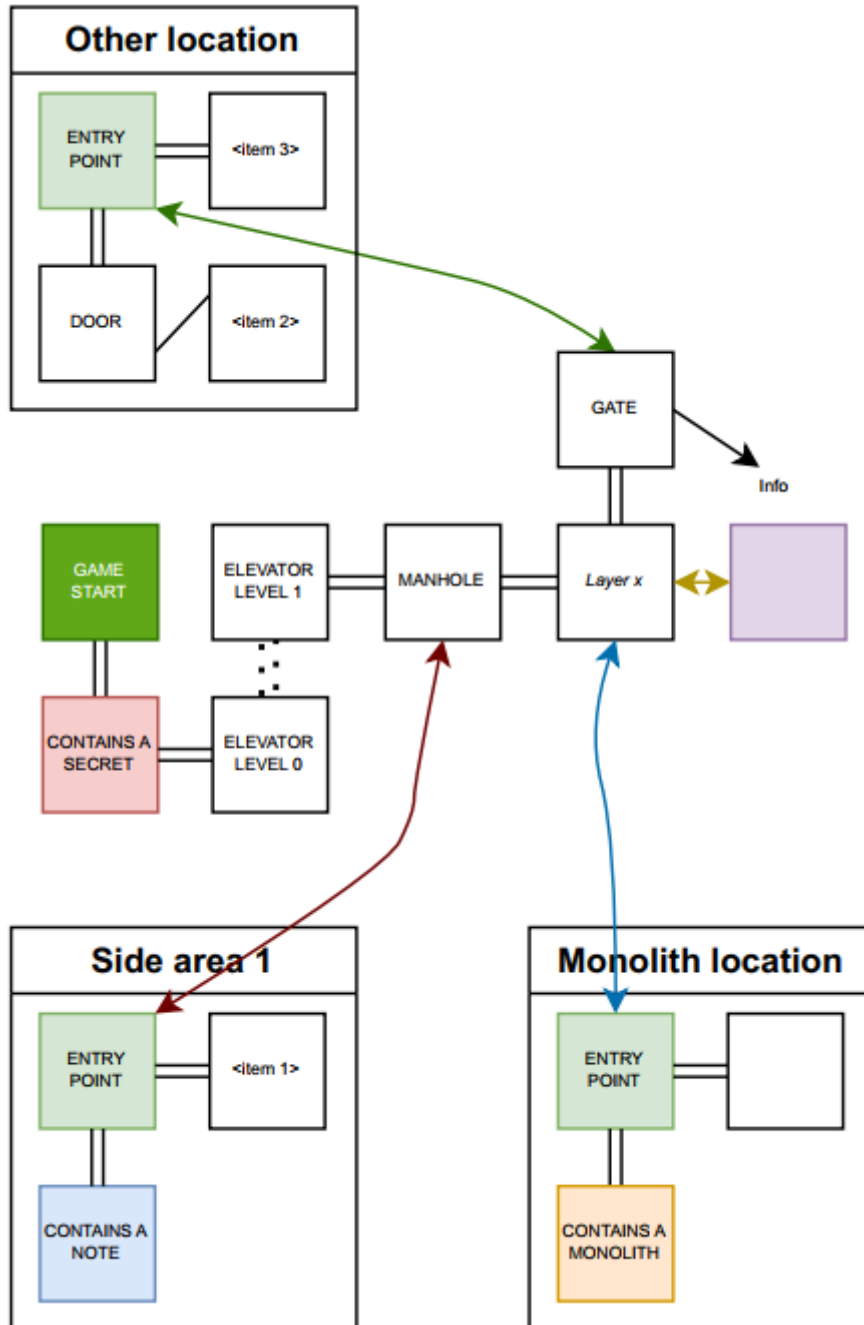 Other location
ENTRY
POINT
<item 3>
DOOR
<item 2>
GATE
Info
GAME
START
ELEVATOR
LEVEL 1
MANHOLE
Layer x
CONTAINS A
SECRET
ELEVATOR
LEVEL 0
Side area 1
ENTRY
POINT
<item 1>
CONTAINS A
NOTE
Monolith location
ENTRY
POINT
CONTAINS A
MONOLITH